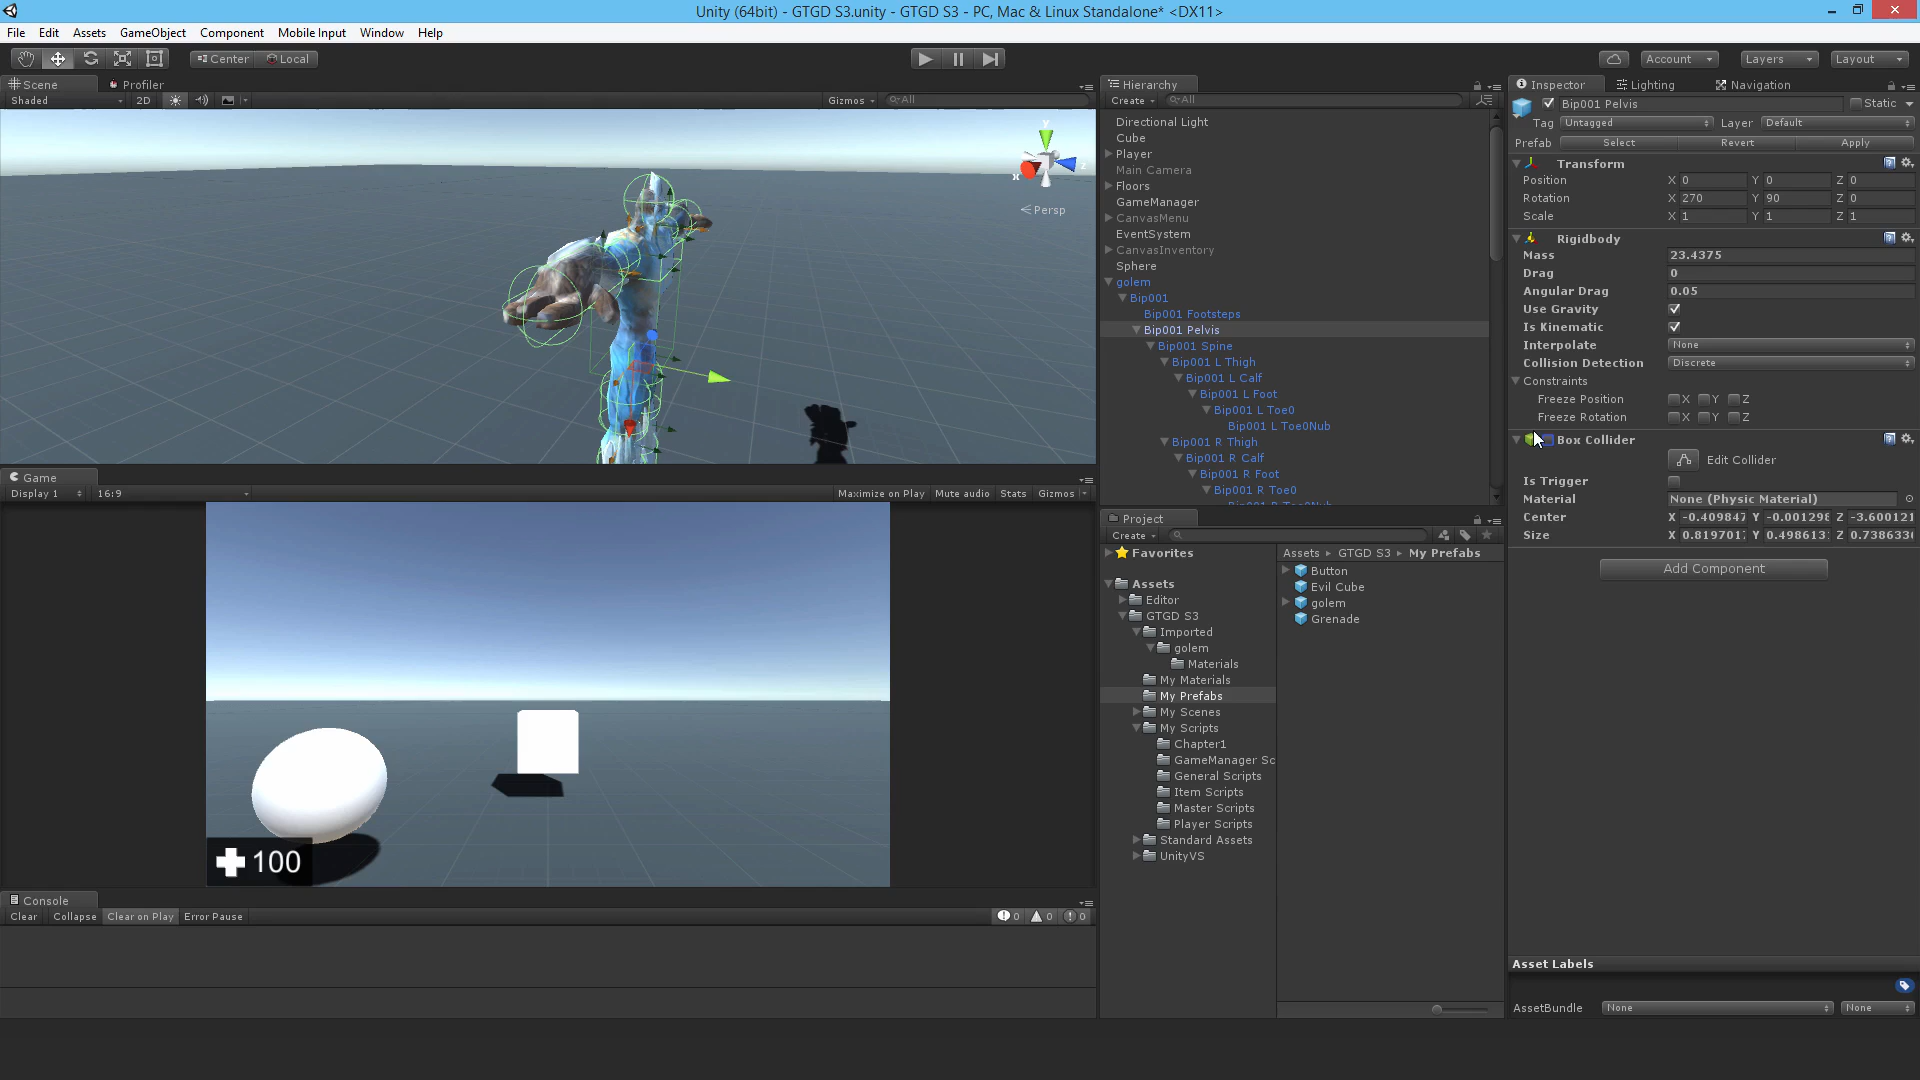 Unity (64bit) - GTGD S3.unity - GTGD S3 - PC, Mac & Linux Standalone* <DX11>
File Edit Assets GameObject Component Mobile Input Window Help
Center Local
Account Layers Layout
Scene Profiler
Shaded 2D Gizmos All
y
x z
Persp
Game
Display 1 16:9 Maximize on Play Mute audio Stats Gizmos
100
Console
Clear Collapse Clear on Play Error Pause 0 0 0
Hierarchy
Create All
Directional Light
Cube
Player
Main Camera
Floors
GameManager
CanvasMenu
EventSystem
CanvasInventory
Sphere
golem
Bip001
Bip001 Footsteps
Bip001 Pelvis
Bip001 Spine
Bip001 L Thigh
Bip001 L Calf
Bip001 L Foot
Bip001 L Toe0
Bip001 L Toe0Nub
Bip001 R Thigh
Bip001 R Calf
Bip001 R Foot
Bip001 R Toe0
Bip001 R Toe0Nub
Project
Create
Favorites
Assets
Editor
GTGD S3
Imported
golem
Materials
My Materials
My Prefabs
My Scenes
My Scripts
Chapter1
GameManager Sc
General Scripts
Item Scripts
Master Scripts
Player Scripts
Standard Assets
UnityVS
Assets GTGD S3 My Prefabs
Button
Evil Cube
golem
Grenade
Inspector Lighting Navigation
Bip001 Pelvis Static
Tag Untagged Layer Default
Prefab Select Revert Apply
Transform
Position X 0 Y 0 Z 0
Rotation X 270 Y 90 Z 0
Scale X 1 Y 1 Z 1
Rigidbody
Mass 23.4375
Drag 0
Angular Drag 0.05
Use Gravity
Is Kinematic
Interpolate None
Collision Detection Discrete
Constraints
Freeze Position X Y Z
Freeze Rotation X Y Z
Box Collider
Edit Collider
Is Trigger
Material None (Physic Material)
Center X -0.409847 Y -0.001298 Z -3.600121
Size X 0.819701 Y 0.498613 Z 0.738633
Add Component
Asset Labels
AssetBundle None None